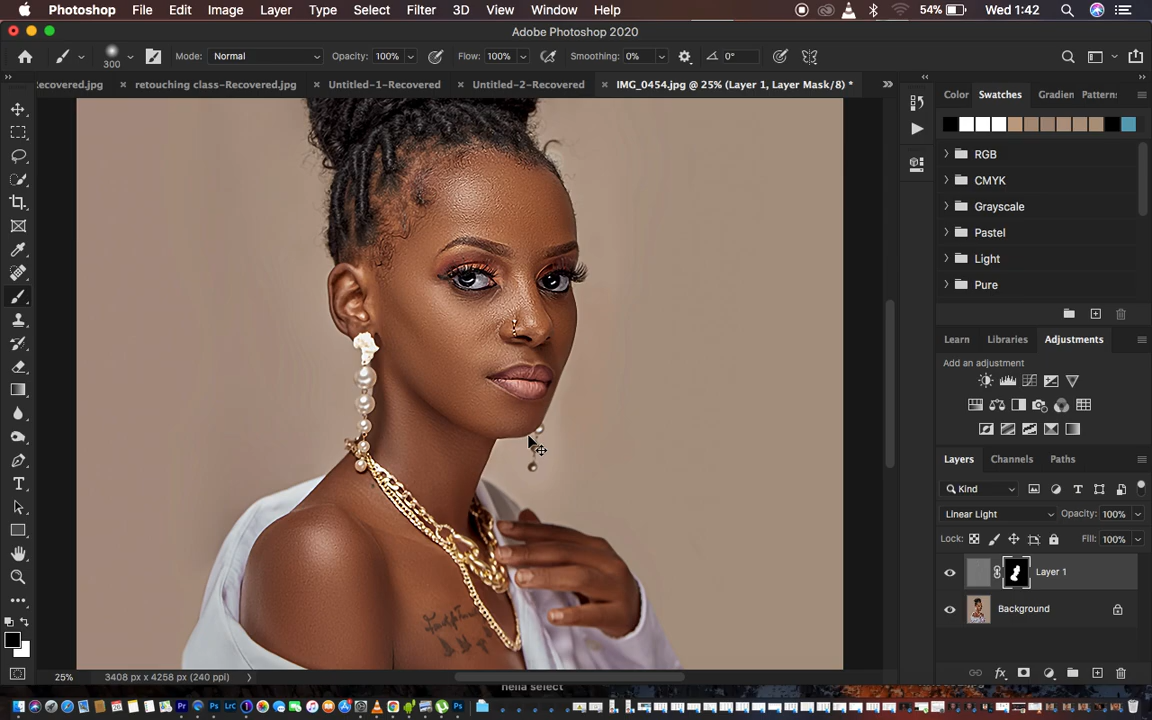 Photoshop File Edit Image Layer Type Select Filter 3D View Window Help 54% Wed 1:42
Adobe Photoshop 2020
300 Mode: Normal Opacity: 100% Flow: 100% Smoothing: 0% 0°
ecovered.jpg × retouching class-Recovered.jpg × Untitled-1-Recovered × Untitled-2-Recovered × IMG_0454.jpg @ 25% (Layer 1, Layer Mask/8) *
Color Swatches Gradien Pattern
RGB
CMYK
Grayscale
Pastel
Light
Pure
Learn Libraries Adjustments
Add an adjustment
Layers Channels Paths
Kind
Linear Light Opacity: 100%
Lock: Fill: 100%
Layer 1
Background
25% 3408 px x 4258 px (240 ppi)
nella select